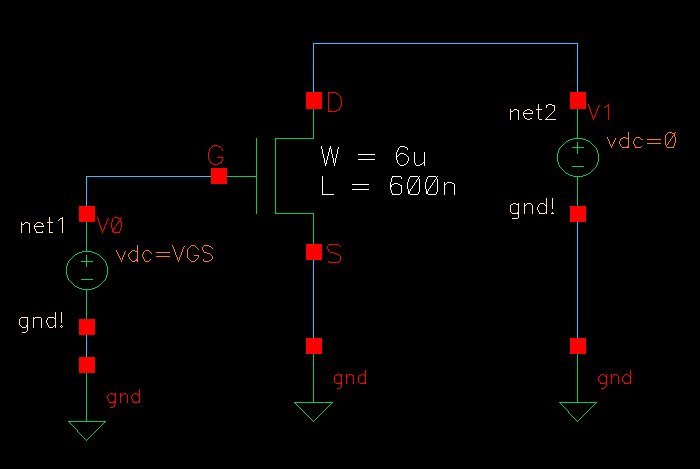 D
net2
V1
vdc=0
G
W = 6u
L = 600n
net1
V0
gnd!
vdc=VGS
S
gnd!
gnd
gnd
gnd